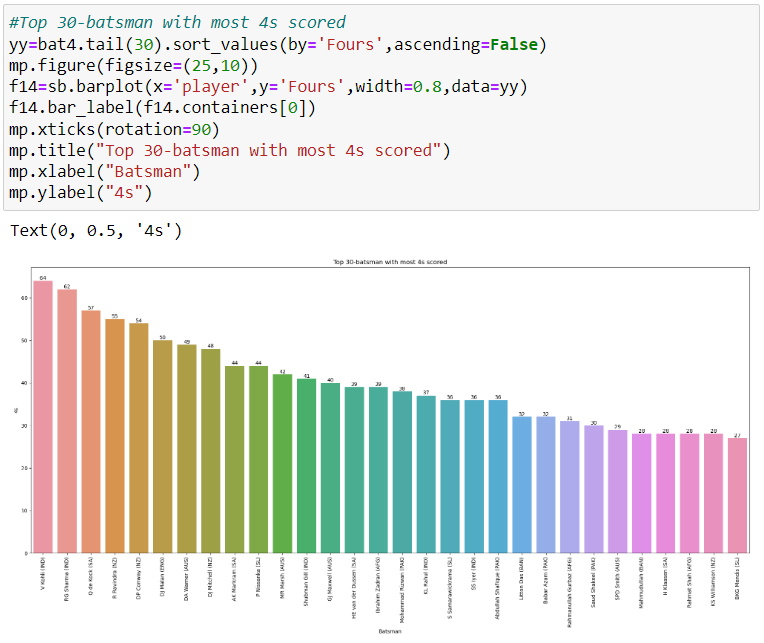 #Top 30-batsman with most 4s scored
yy=bat4.tail(30).sort_values(by='Fours',ascending=False)
mp.figure(figsize=(25,10))
f14=sb.barplot(x='player',y='Fours',width=0.8,data=yy)
f14.bar_label(f14.containers[0])
mp.xticks(rotation=90)
mp.title("Top 30-batsman with most 4s scored")
mp.xlabel("Batsman")
mp.ylabel("4s")
Text(0, 0.5, '4s')
Top 30-batsman with most 4s scored
64 62 57 55 54 50 49 48 44 44 42 41 40 39 39 38 37 36 36 36 32 32 31 30 29 28 28 28 28 27
60
50
40
30
20
10
0
4s
V Kohli (IND)
RG Sharma (IND)
Q de Kock (SA)
R Ravindra (NZ)
DP Conway (NZ)
DJ Malan (ENG)
DA Warner (AUS)
DJ Mitchell (NZ)
AK Markram (SA)
P Nissanka (SL)
MR Marsh (AUS)
Shubman Gill (IND)
GJ Maxwell (AUS)
HE van der Dussen (SA)
Ibrahim Zadran (AFG)
Mohammad Rizwan (PAK)
KL Rahul (IND)
S Samarawickrama (SL)
SS Iyer (IND)
Abdullah Shafique (PAK)
Litton Das (BAN)
Babar Azam (PAK)
Rahmanullah Gurbaz (AFG)
Saud Shakeel (PAK)
SPD Smith (AUS)
Mahmudullah (BAN)
H Klaasen (SA)
Rahmat Shah (AFG)
KS Williamson (NZ)
BKG Mendis (SL)
Batsman